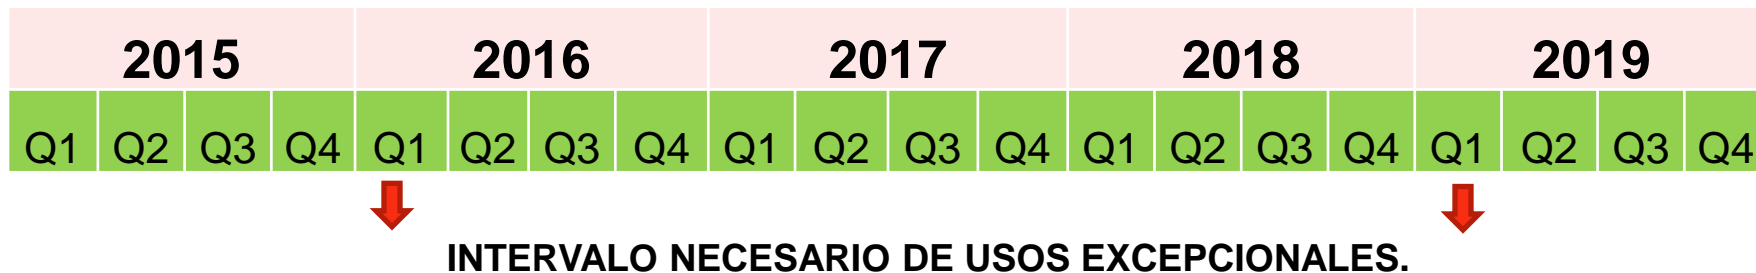 2015 2016 2017 2018 2019
Q1 Q2 Q3 Q4 Q1 Q2 Q3 Q4 Q1 Q2 Q3 Q4 Q1 Q2 Q3 Q4 Q1 Q2 Q3 Q4
INTERVALO NECESARIO DE USOS EXCEPCIONALES.